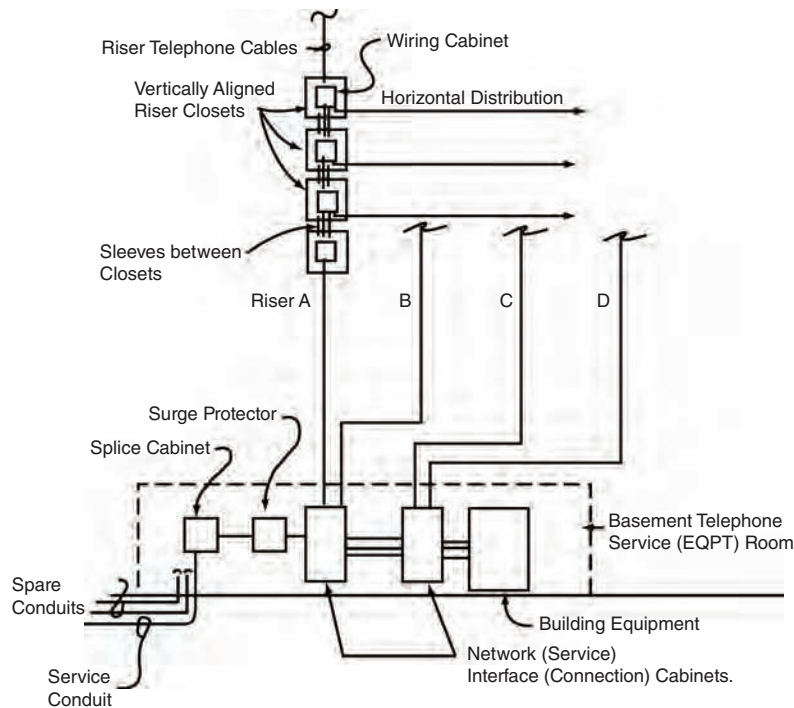 Riser Telephone Cables
Wiring Cabinet
Vertically Aligned
Riser Closets
Horizontal Distribution
Sleeves between
Closets
Riser A
B
C
D
Surge Protector
Splice Cabinet
Basement Telephone
Service (EQPT) Room
Spare
Conduits
Building Equipment
Network (Service)
Interface (Connection) Cabinets.
Service
Conduit